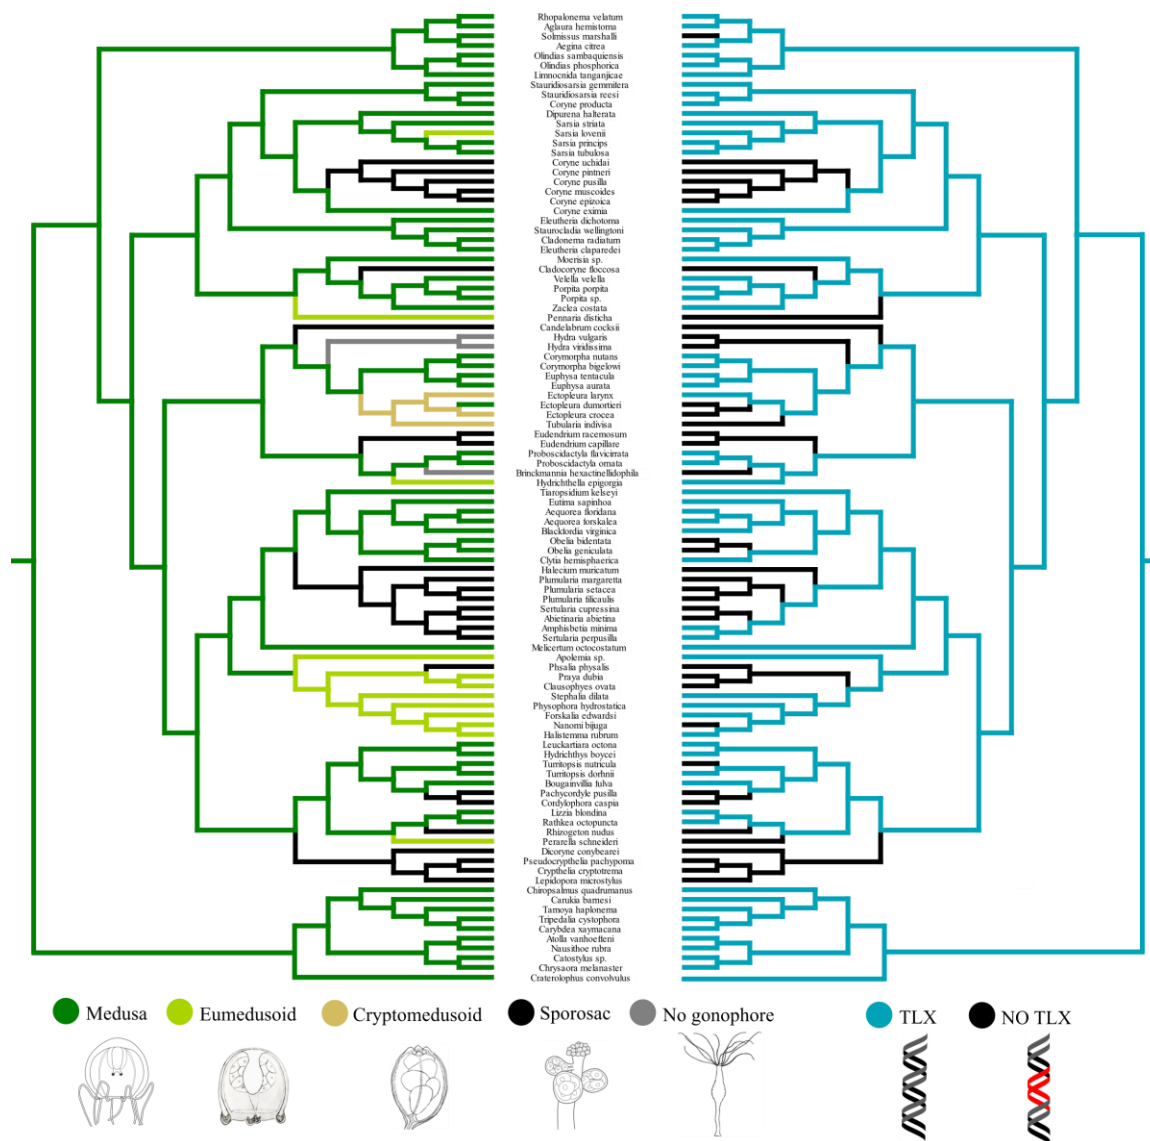 Rhopalonema velatum
Aglaura hemistoma
Solmissus marshalli
Aegina citrea
Olindias sambaquiensis
Olindias phosphorica
Limnocnida tanganjicae
Stauridiosarsia gemmifera
Stauridiosarsia reesi
Coryne producta
Dipurena halterata
Sarsia striata
Sarsia lovenii
Sarsia princips
Sarsia tubulosa
Coryne uchidai
Coryne pintneri
Coryne pusilla
Coryne muscoides
Coryne epizoica
Coryne eximia
Eleutheria dichotoma
Staurocladia wellingtoni
Cladonema radiatum
Eleutheria claparedei
Moerisia sp.
Cladocoryne floccosa
Velella velella
Porpita porpita
Porpita sp.
Zaclea costata
Pennaria disticha
Candelabrum cocksii
Hydra vulgaris
Hydra viridissima
Corymorpha nutans
Corymorpha bigelowi
Euphysa tentacula
Euphysa aurata
Ectopleura larynx
Ectopleura dumortieri
Ectopleura crocea
Tubularia indivisa
Eudendrium racemosum
Eudendrium capillare
Proboscidactyla flavicirrata
Proboscidactyla ornata
Brinckmannia hexactinellidophila
Hydrichthella epigorgia
Tiaropsidium kelseyi
Eutima sapinhoa
Aequorea floridana
Aequorea forskalea
Blackfordia virginica
Obelia bidentata
Obelia geniculata
Clytia hemisphaerica
Halecium muricatum
Plumularia margaretta
Plumularia setacea
Plumularia filicaulis
Sertularia cupressina
Abietinaria abietina
Amphisbetia minima
Sertularia perpusilla
Melicertum octocostatum
Apolemia sp.
Phsalia physalis
Praya dubia
Clausophyes ovata
Stephalia dilata
Physophora hydrostatica
Forskalia edwardsi
Nanomi bijuga
Halistemma rubrum
Leuckartiara octona
Hydrichthys boycei
Turritopsis nutricula
Turritopsis dorhnii
Bougainvillia fulva
Pachycordyle pusilla
Cordylophora caspia
Lizzia blondina
Rathkea octopuncta
Rhizogeton nudus
Perarella schneideri
Dicoryne conybearei
Pseudocrypthelia pachypoma
Crypthelia cryptotrema
Lepidopora microstylus
Chiropsalmus quadrumanus
Carukia barnesi
Tamoya haplonema
Tripedalia cystophora
Carybdea xaymacana
Atolla vanhoeffeni
Nausithoe rubra
Catostylus sp.
Chrysaora melanaster
Craterolophus convolvulus
Medusa Eumedusoid Cryptomedusoid Sporosac No gonophore TLX NO TLX